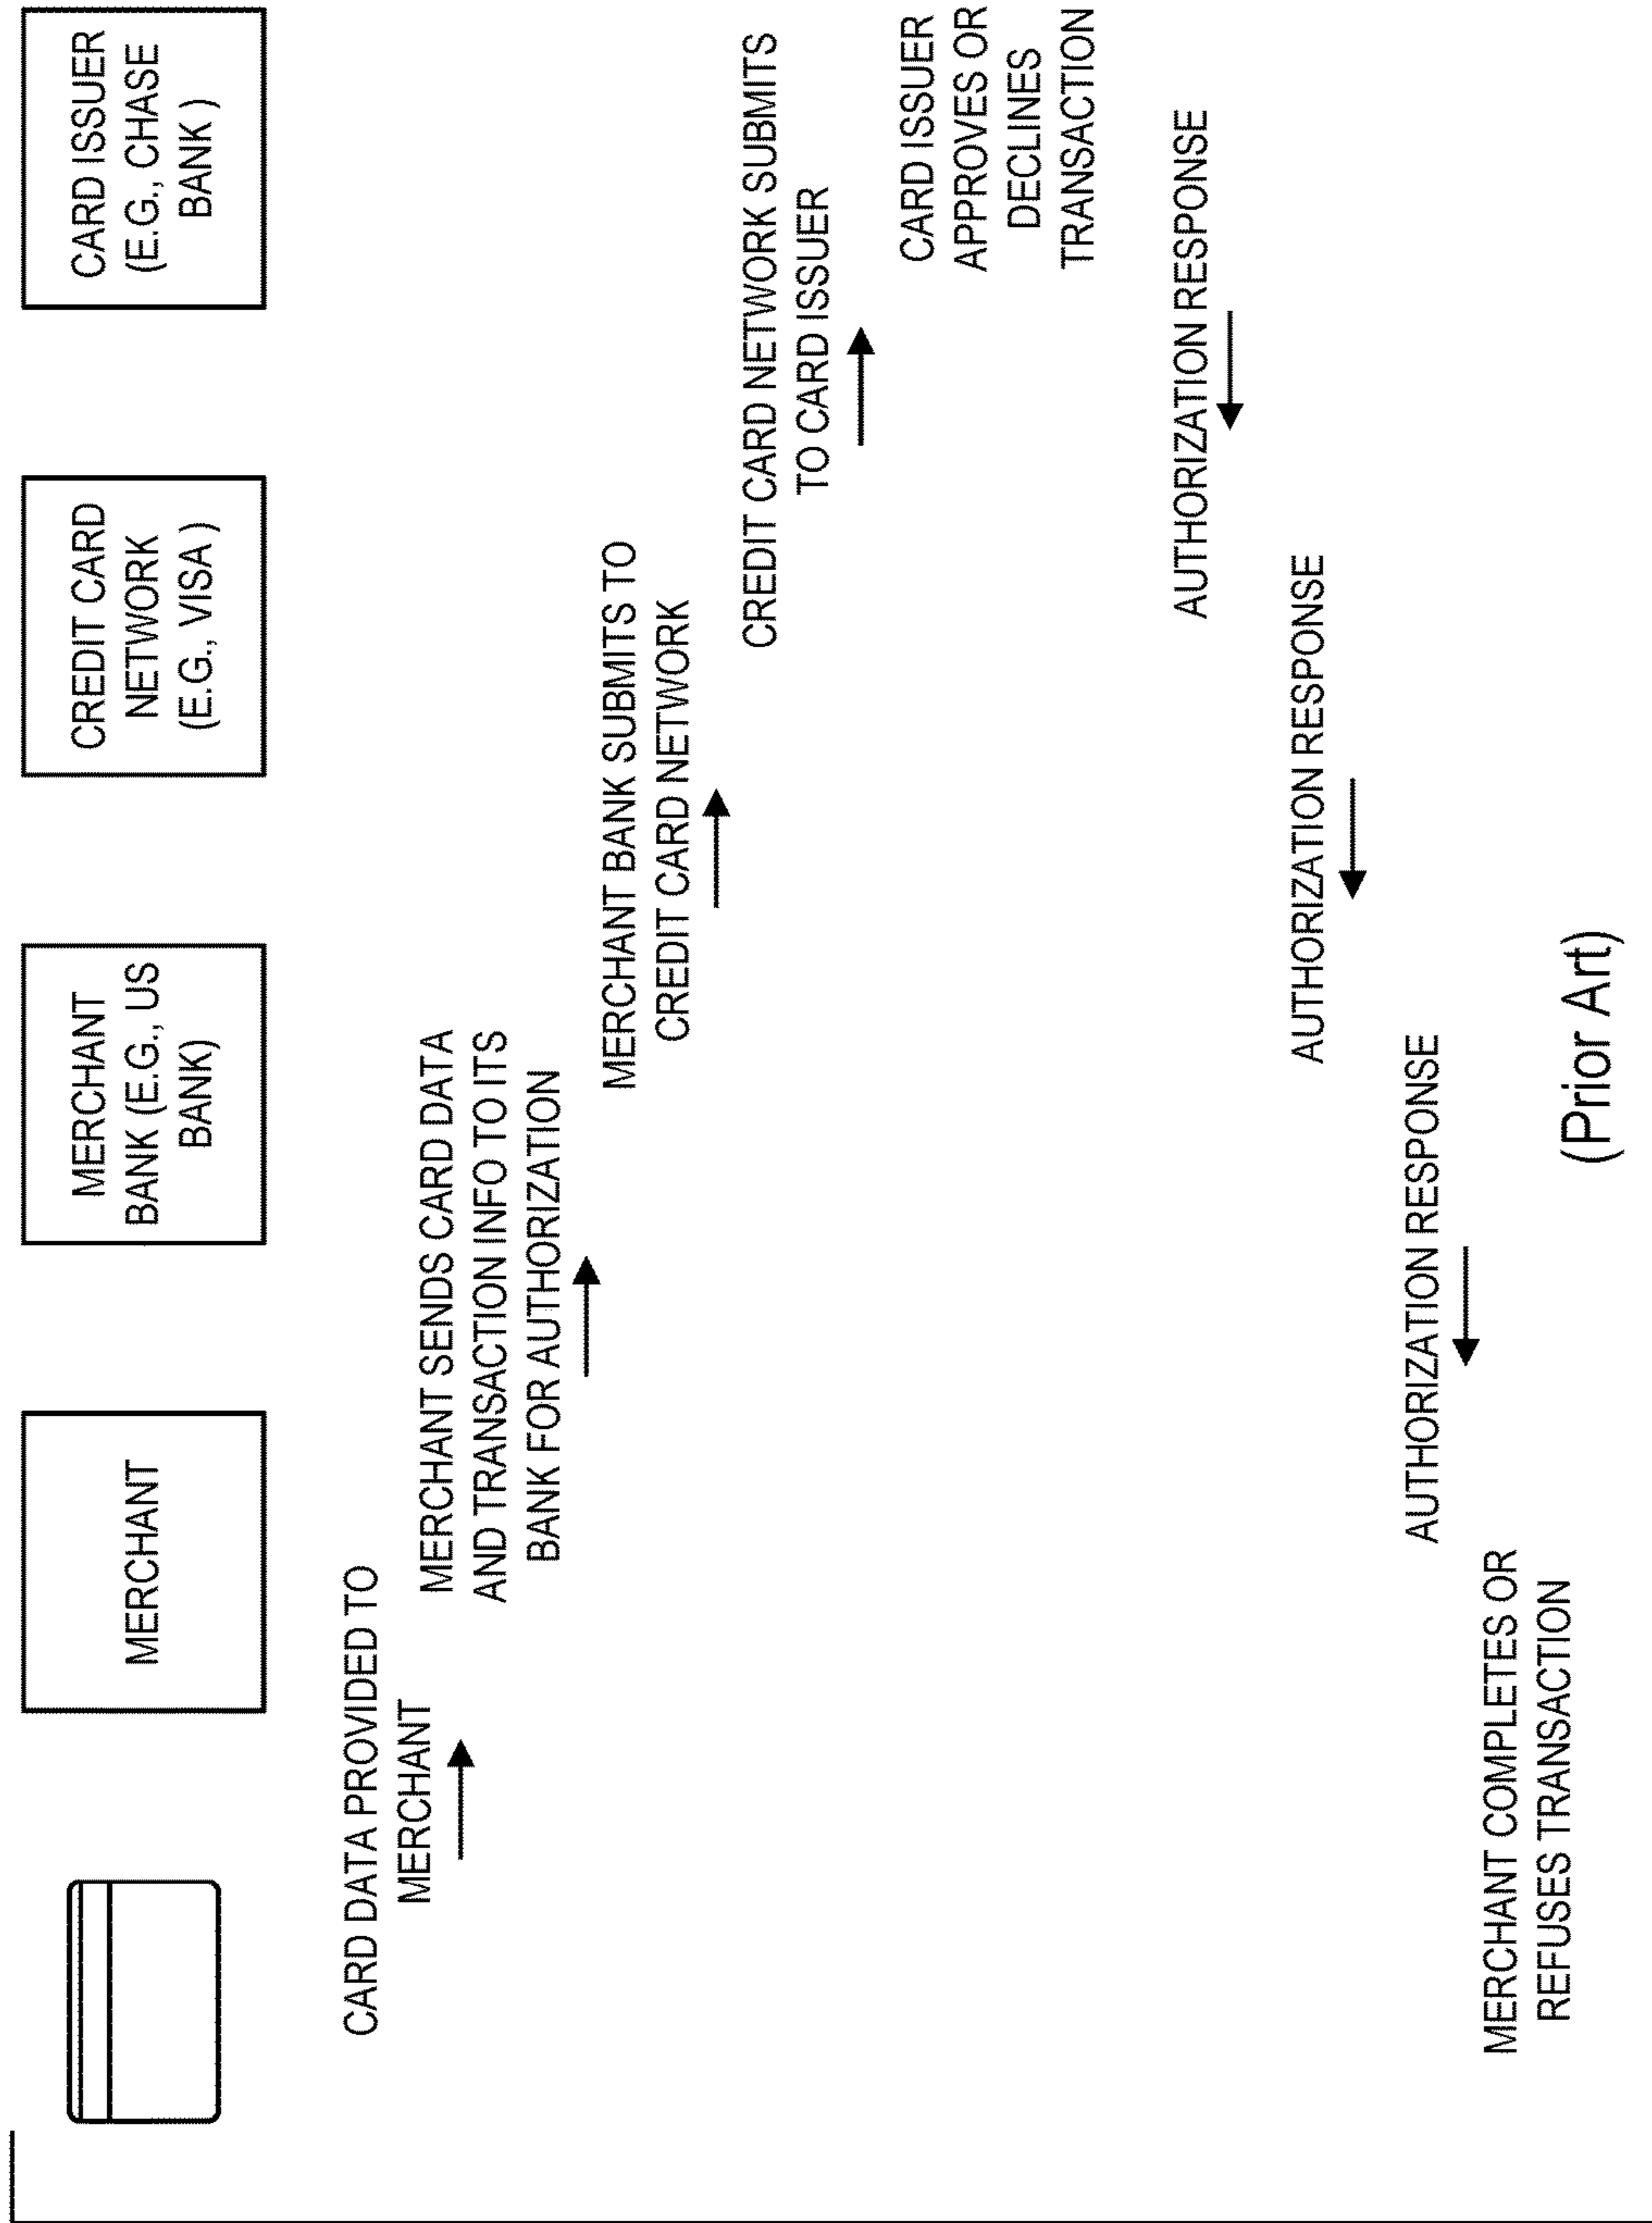 MERCHANT
MERCHANT
BANK (E.G., US
BANK)
CREDIT CARD
NETWORK
(E.G., VISA )
CARD ISSUER
(E.G., CHASE
BANK )
CARD DATA PROVIDED TO
MERCHANT
MERCHANT SENDS CARD DATA
AND TRANSACTION INFO TO ITS
BANK FOR AUTHORIZATION
MERCHANT BANK SUBMITS TO
CREDIT CARD NETWORK
CREDIT CARD NETWORK SUBMITS
TO CARD ISSUER
CARD ISSUER
APPROVES OR
DECLINES
TRANSACTION
AUTHORIZATION RESPONSE
AUTHORIZATION RESPONSE
AUTHORIZATION RESPONSE
MERCHANT COMPLETES OR
REFUSES TRANSACTION
(Prior Art)